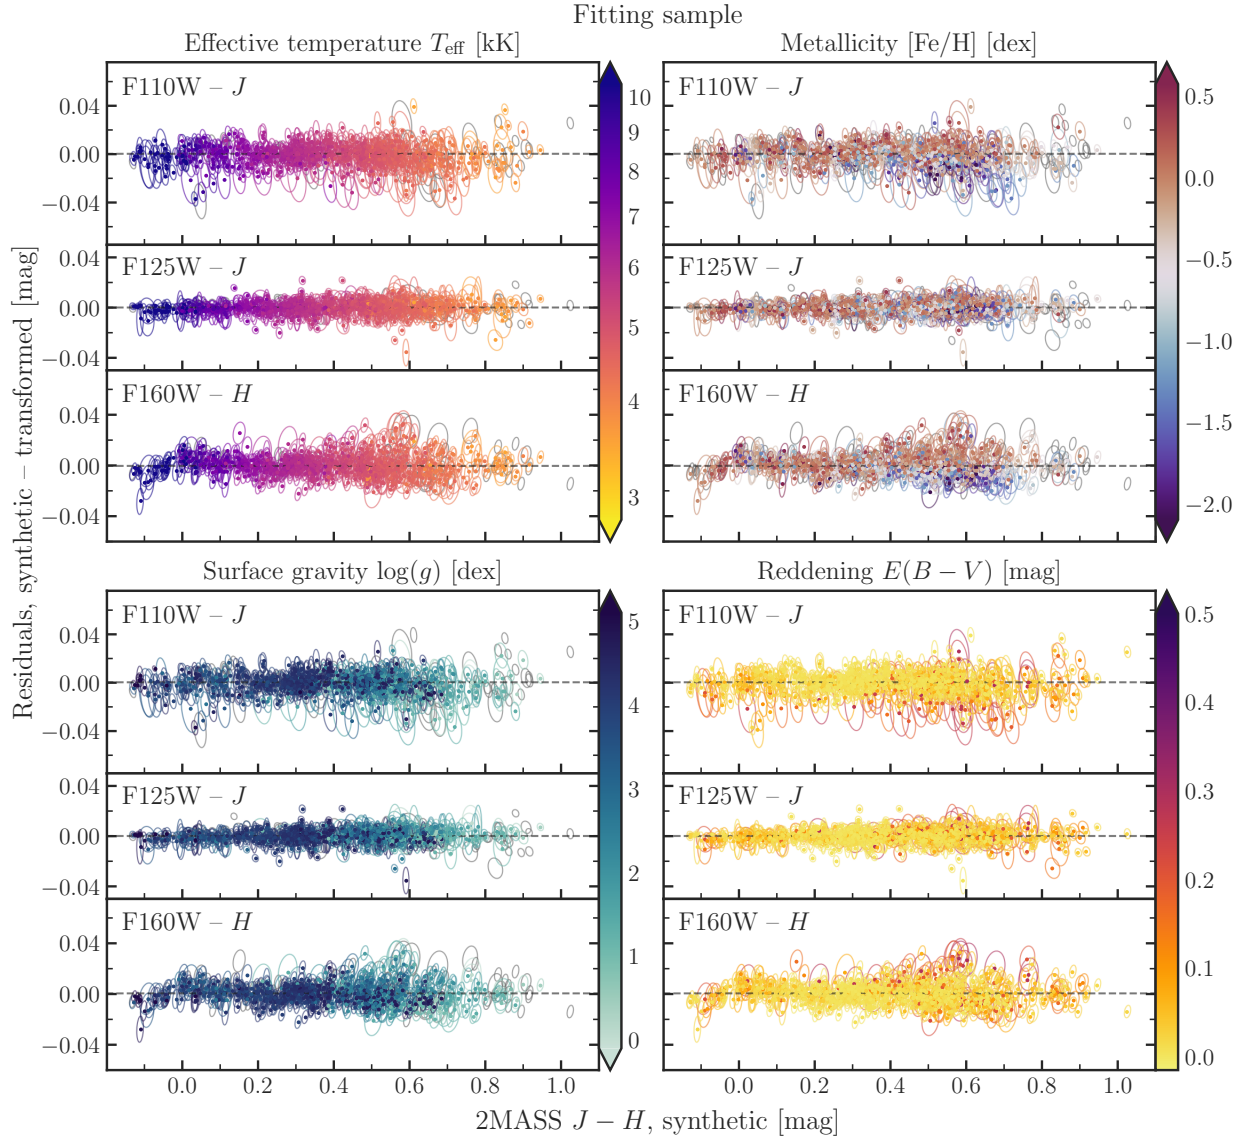 Fitting sample
Effective temperature T_eff [kK]
Metallicity [Fe/H] [dex]
F110W – J
0.04
0.00
−0.04
F125W – J
0.04
0.00
−0.04
F160W – H
0.04
0.00
−0.04
10
9
8
7
6
5
4
3
F110W – J
F125W – J
F160W – H
0.5
0.0
−0.5
−1.0
−1.5
−2.0
Residuals, synthetic – transformed [mag]
Surface gravity log(g) [dex]
Reddening E(B − V) [mag]
F110W – J
0.04
0.00
−0.04
F125W – J
0.04
0.00
−0.04
F160W – H
0.04
0.00
−0.04
0.0 0.2 0.4 0.6 0.8 1.0
5
4
3
2
1
0
F110W – J
F125W – J
F160W – H
0.0 0.2 0.4 0.6 0.8 1.0
0.5
0.4
0.3
0.2
0.1
0.0
2MASS J − H, synthetic [mag]